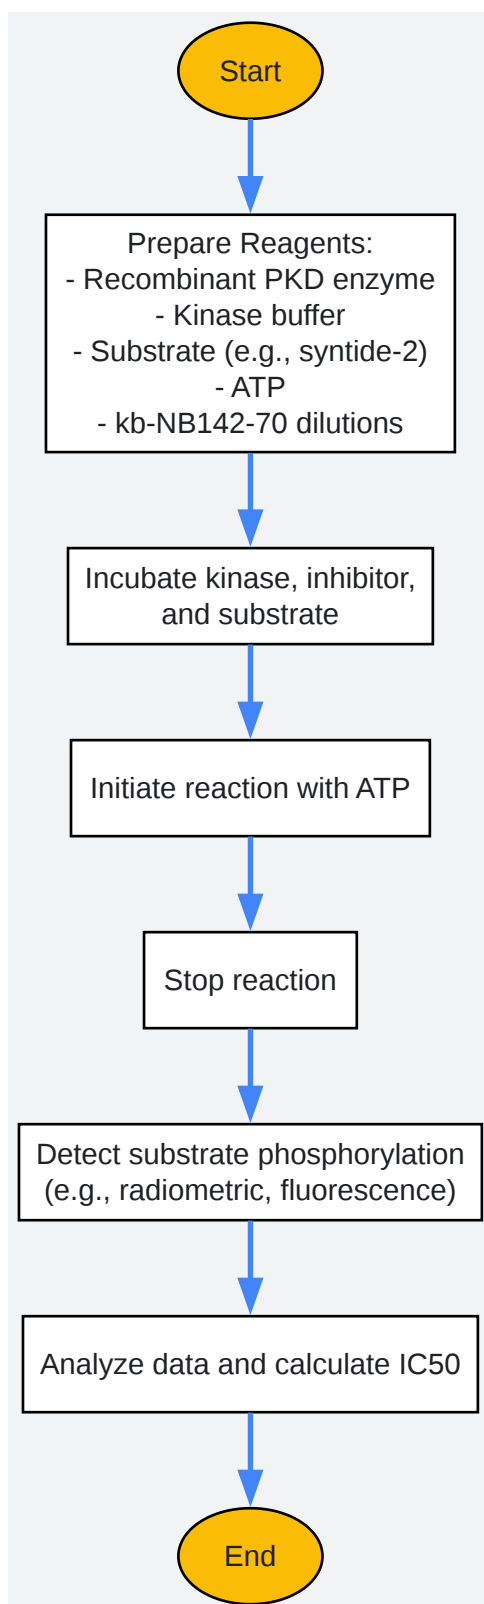 Start
Prepare Reagents:
- Recombinant PKD enzyme
- Kinase buffer
- Substrate (e.g., syntide-2)
- ATP
- kb-NB142-70 dilutions
Incubate kinase, inhibitor,
and substrate
Initiate reaction with ATP
Stop reaction
Detect substrate phosphorylation
(e.g., radiometric, fluorescence)
Analyze data and calculate IC50
End